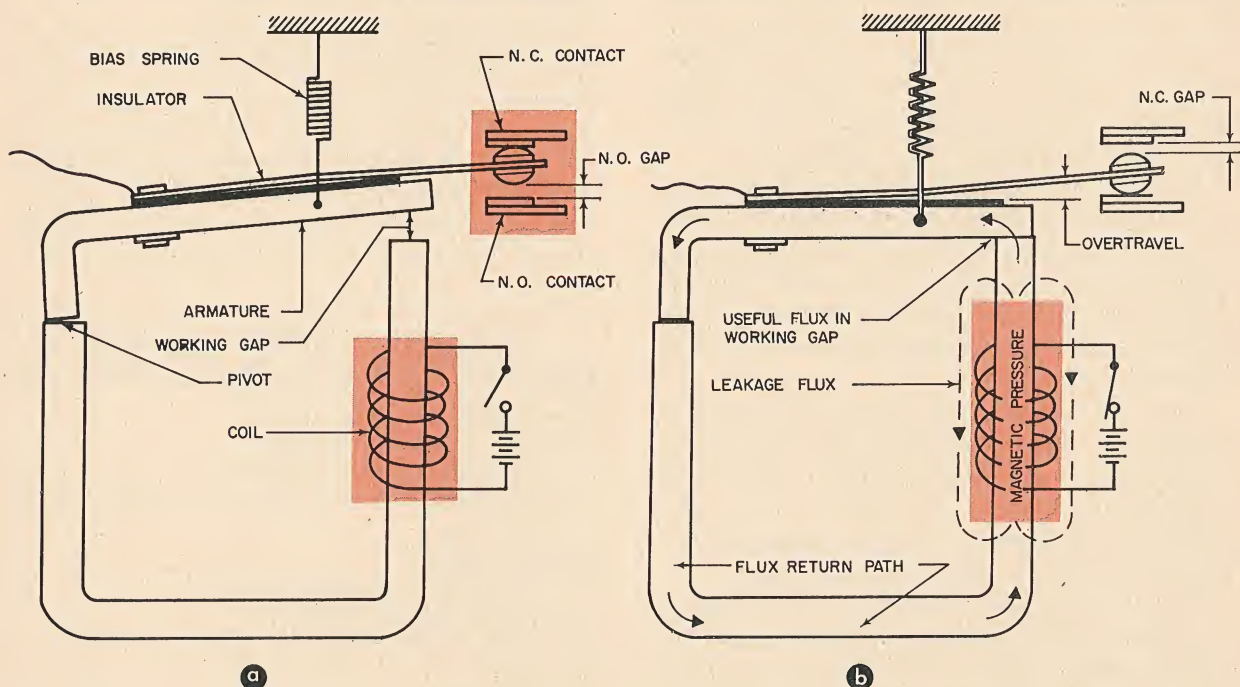 BIAS SPRING
INSULATOR
N.C. CONTACT
N.O. GAP
N.O. CONTACT
ARMATURE
WORKING GAP
PIVOT
COIL
a
N.C. GAP
OVERTRAVEL
USEFUL FLUX IN
WORKING GAP
LEAKAGE FLUX
MAGNETIC PRESSURE
FLUX RETURN PATH
b